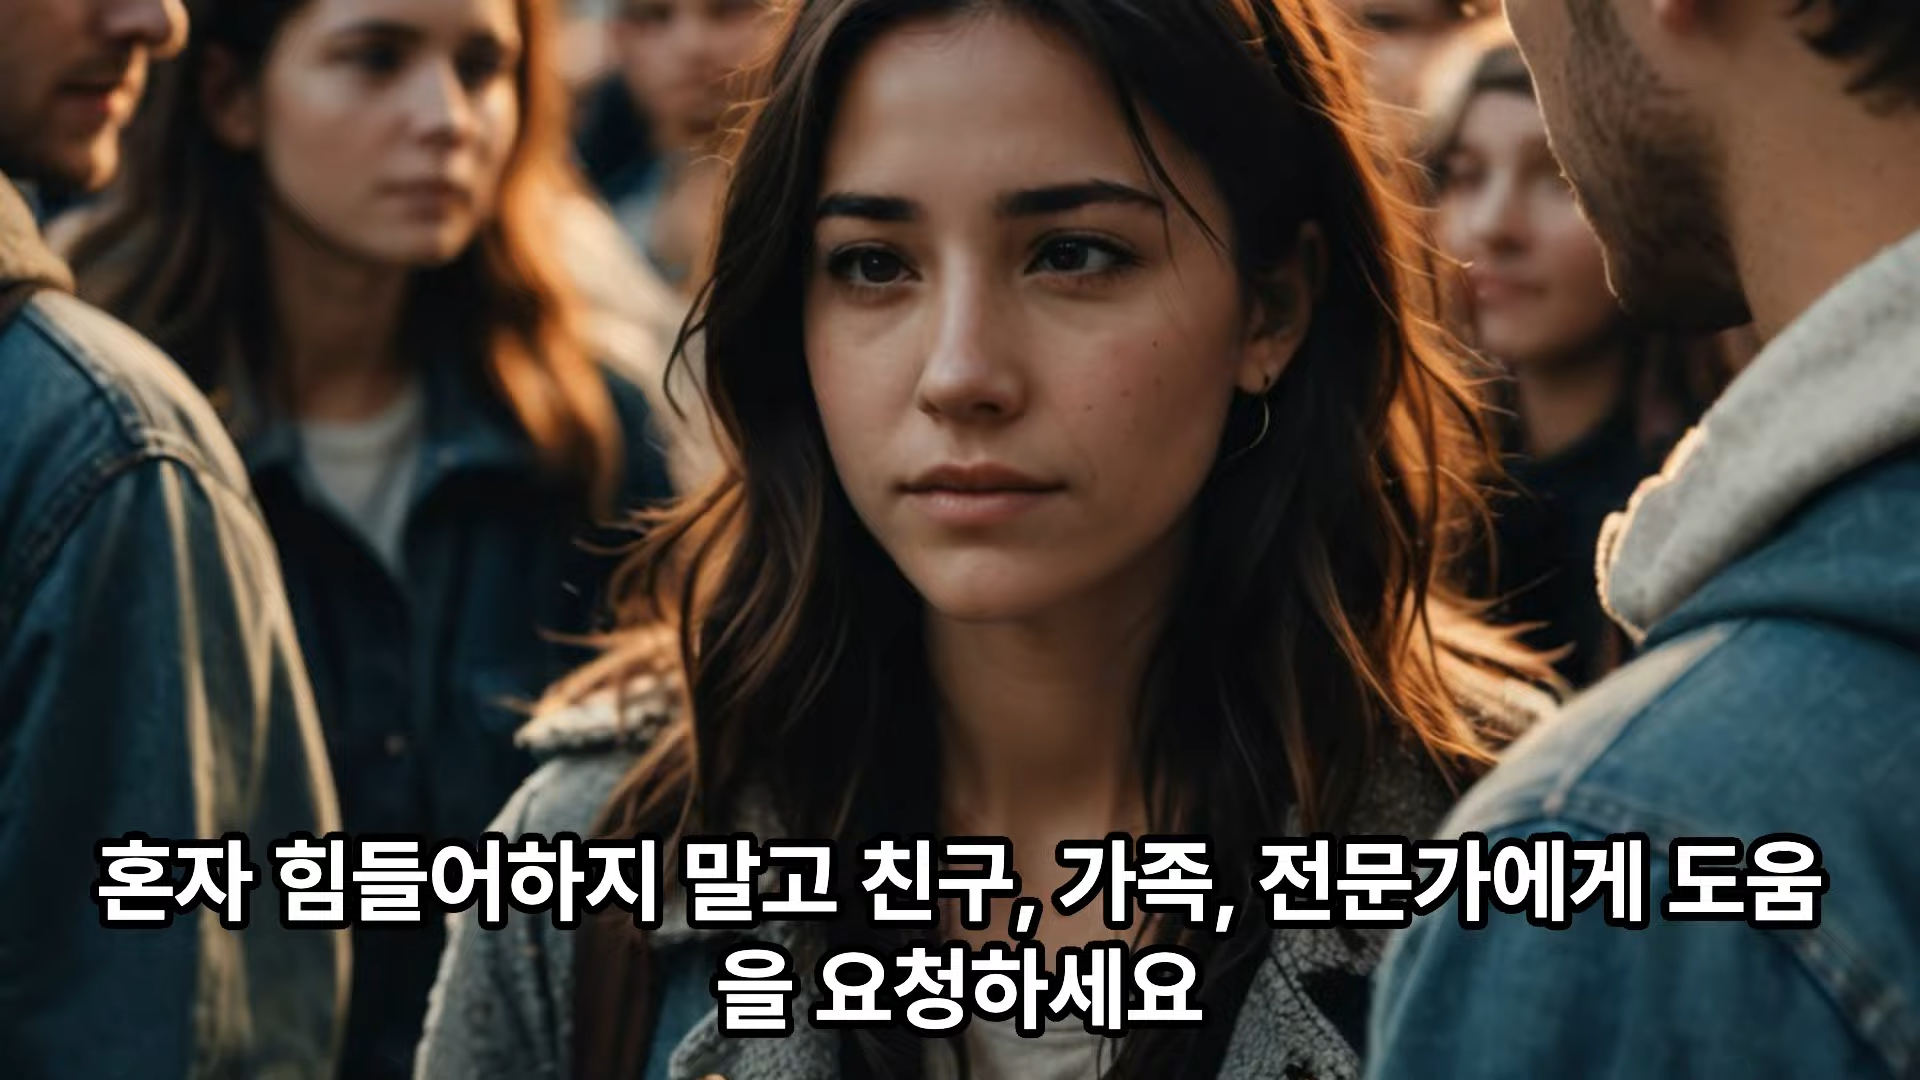 혼자 힘들어하지 말고 친구, 가족, 전문가에게 도움
을 요청하세요